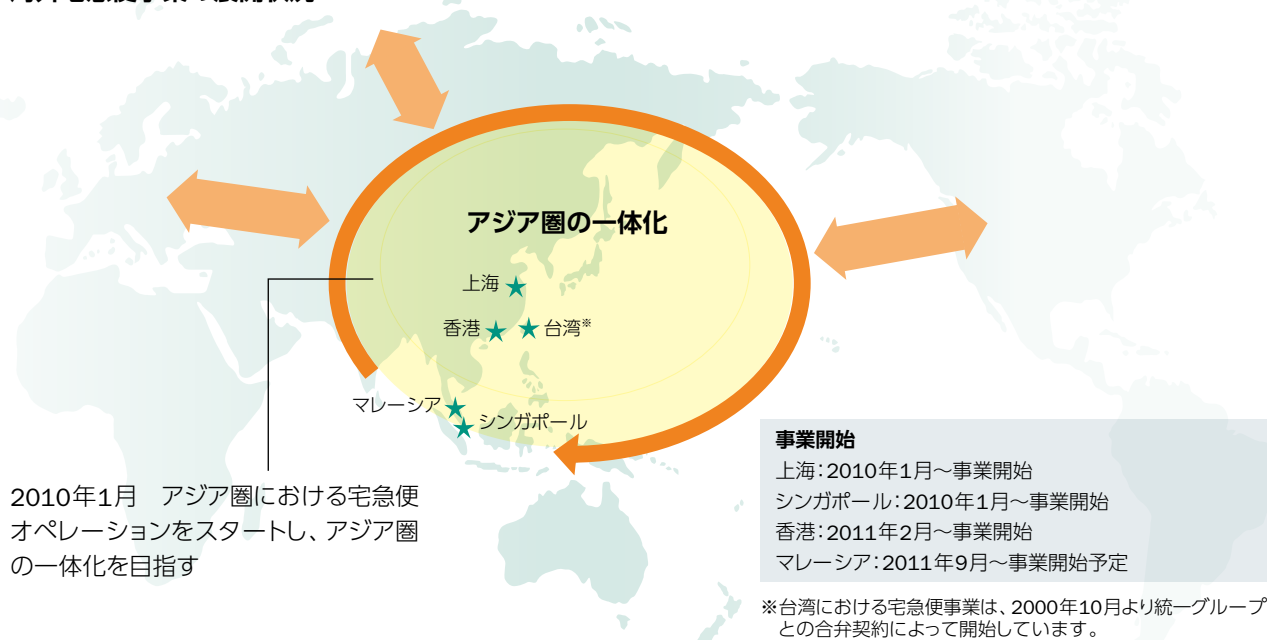 アジア圏の一体化
上海
香港
台湾※
マレーシア
シンガポール
2010年1月　アジア圏における宅急便
オペレーションをスタートし、アジア圏
の一体化を目指す
事業開始
上海：2010年1月〜事業開始
シンガポール：2010年1月〜事業開始
香港：2011年2月〜事業開始
マレーシア：2011年9月〜事業開始予定
※台湾における宅急便事業は、2000年10月より統一グループ
との合弁契約によって開始しています。